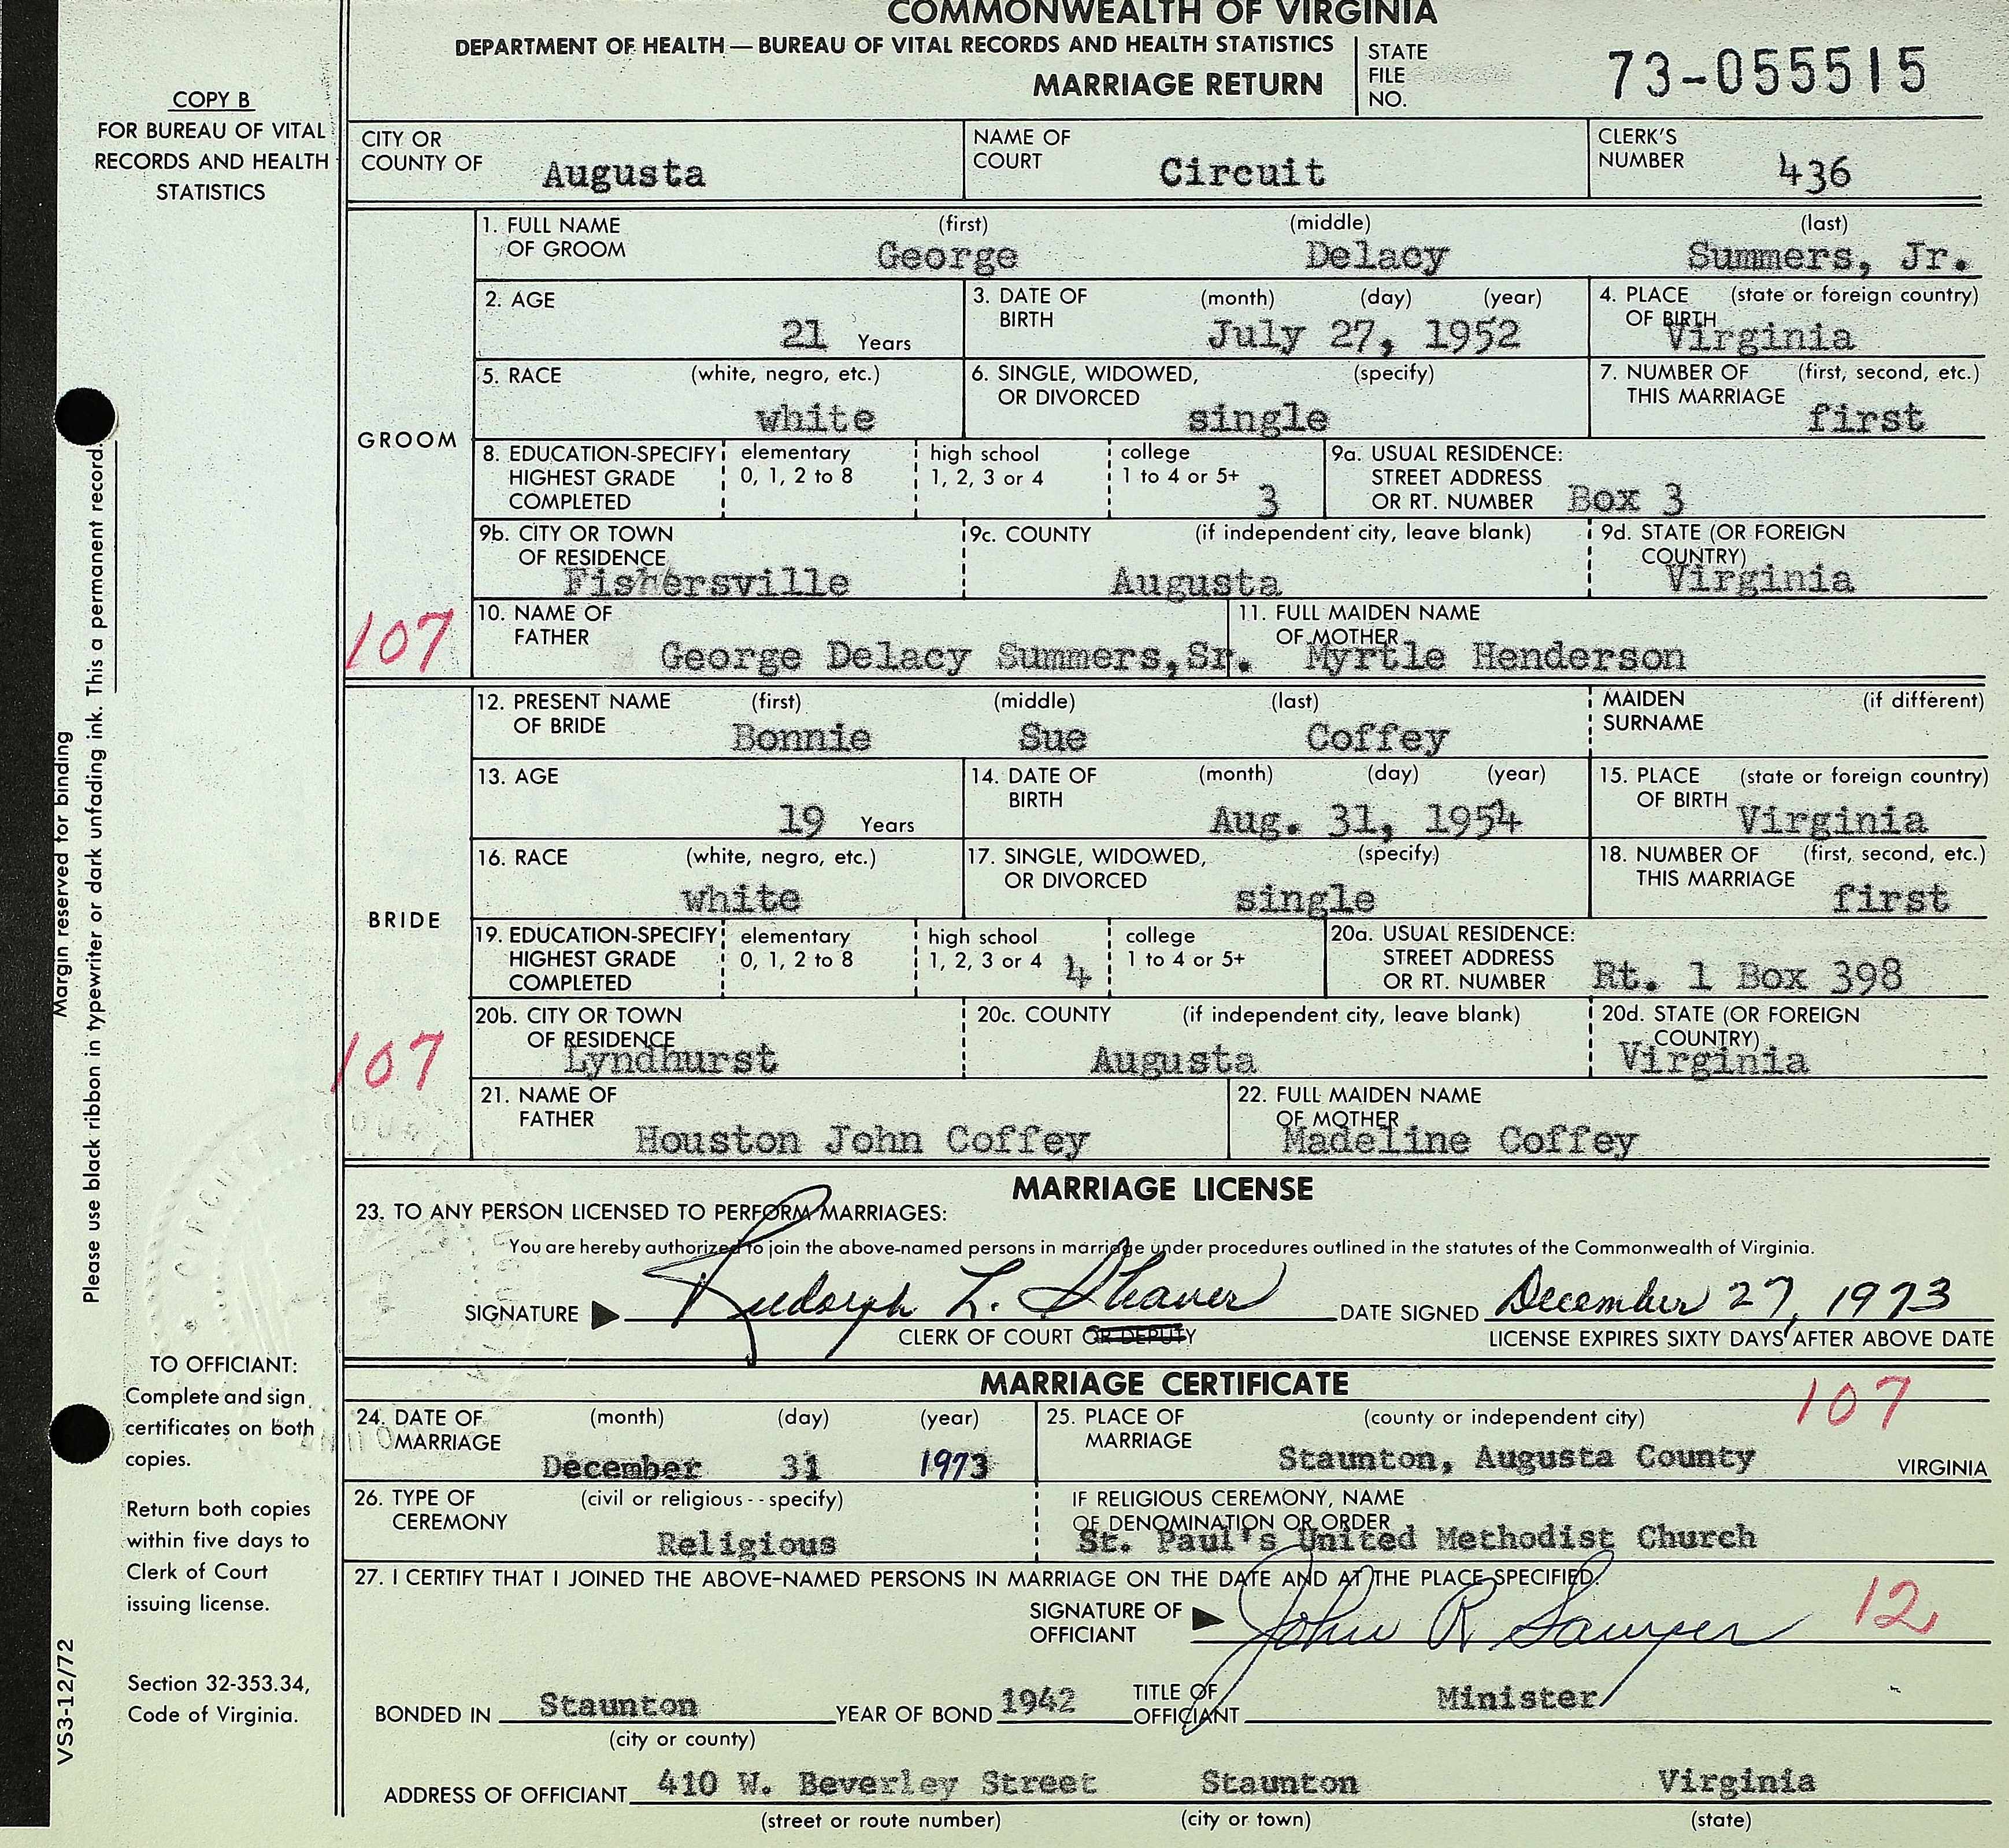 COMMONWEALTH OF VIRGINIA
DEPARTMENT OF HEALTH — BUREAU OF VITAL RECORDS AND HEALTH STATISTICS
MARRIAGE RETURN
STATE FILE NO. 73-055515
COPY B
FOR BUREAU OF VITAL
RECORDS AND HEALTH
STATISTICS
CITY OR COUNTY OF Augusta
NAME OF COURT Circuit
CLERK'S NUMBER 436
GROOM
1. FULL NAME OF GROOM (first) George (middle) Delacy (last) Summers, Jr.
2. AGE 21 Years
3. DATE OF BIRTH (month) (day) (year) July 27, 1952
4. PLACE OF BIRTH (state or foreign country) Virginia
5. RACE (white, negro, etc.) white
6. SINGLE, WIDOWED, OR DIVORCED (specify) single
7. NUMBER OF THIS MARRIAGE (first, second, etc.) first
8. EDUCATION-SPECIFY HIGHEST GRADE COMPLETED elementary 0, 1, 2 to 8 high school 1, 2, 3 or 4 college 1 to 4 or 5+ 3
9a. USUAL RESIDENCE: STREET ADDRESS OR RT. NUMBER Box 3
9b. CITY OR TOWN OF RESIDENCE Fishersville
9c. COUNTY (if independent city, leave blank) Augusta
9d. STATE (OR FOREIGN COUNTRY) Virginia
107
10. NAME OF FATHER George Delacy Summers,Sr.
11. FULL MAIDEN NAME OF MOTHER Myrtle Henderson
BRIDE
12. PRESENT NAME OF BRIDE (first) Bonnie (middle) Sue (last) Coffey
MAIDEN SURNAME (if different)
13. AGE 19 Years
14. DATE OF BIRTH (month) (day) (year) Aug. 31, 1954
15. PLACE OF BIRTH (state or foreign country) Virginia
16. RACE (white, negro, etc.) white
17. SINGLE, WIDOWED, OR DIVORCED (specify) single
18. NUMBER OF THIS MARRIAGE (first, second, etc.) first
19. EDUCATION-SPECIFY HIGHEST GRADE COMPLETED elementary 0, 1, 2 to 8 high school 1, 2, 3 or 4 4 college 1 to 4 or 5+
20a. USUAL RESIDENCE: STREET ADDRESS OR RT. NUMBER Rt. 1 Box 398
20b. CITY OR TOWN OF RESIDENCE Lyndhurst
20c. COUNTY (if independent city, leave blank) Augusta
20d. STATE (OR FOREIGN COUNTRY) Virginia
107
21. NAME OF FATHER Houston John Coffey
22. FULL MAIDEN NAME OF MOTHER Madeline Coffey
MARRIAGE LICENSE
23. TO ANY PERSON LICENSED TO PERFORM MARRIAGES:
You are hereby authorized to join the above-named persons in marriage under procedures outlined in the statutes of the Commonwealth of Virginia.
SIGNATURE Rudolph L. Shaver DATE SIGNED December 27, 1973
CLERK OF COURT OR DEPUTY LICENSE EXPIRES SIXTY DAYS AFTER ABOVE DATE
MARRIAGE CERTIFICATE
107
24. DATE OF MARRIAGE (month) December (day) 31 (year) 1973
25. PLACE OF MARRIAGE (county or independent city) Staunton, Augusta County VIRGINIA
26. TYPE OF CEREMONY (civil or religious--specify) Religious
IF RELIGIOUS CEREMONY, NAME OF DENOMINATION OR ORDER St. Paul's United Methodist Church
27. I CERTIFY THAT I JOINED THE ABOVE-NAMED PERSONS IN MARRIAGE ON THE DATE AND AT THE PLACE SPECIFIED.
SIGNATURE OF OFFICIANT John R Sawyer
12
BONDED IN Staunton YEAR OF BOND 1942 TITLE OF OFFICIANT Minister
(city or county)
ADDRESS OF OFFICIANT 410 W. Beverley Street Staunton Virginia
(street or route number) (city or town) (state)
Margin reserved for binding
Please use black ribbon in typewriter or dark unfading ink. This a permanent record
TO OFFICIANT:
Complete and sign
certificates on both
copies.
Return both copies
within five days to
Clerk of Court
issuing license.
Section 32-353.34,
Code of Virginia.
VS3-12/72
CIRCUIT COURT